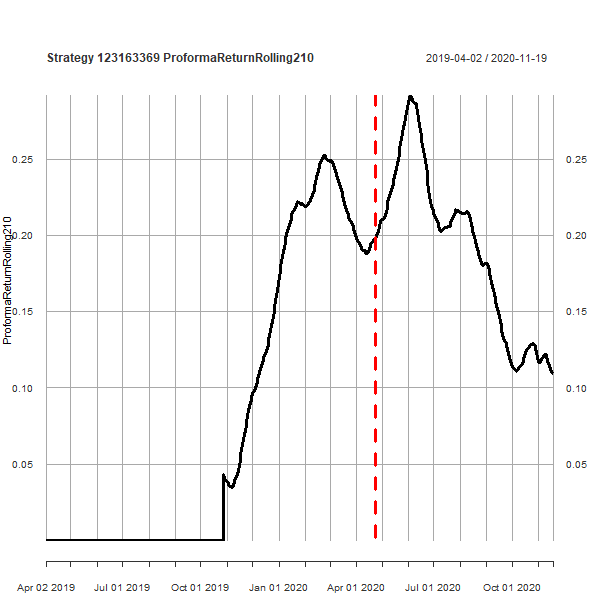 Strategy 123163369 ProformaReturnRolling210
2019-04-02 / 2020-11-19
ProformaReturnRolling210
0.25
0.20
0.15
0.10
0.05
0.25
0.20
0.15
0.10
0.05
Apr 02 2019
Jul 01 2019
Oct 01 2019
Jan 01 2020
Apr 01 2020
Jul 01 2020
Oct 01 2020